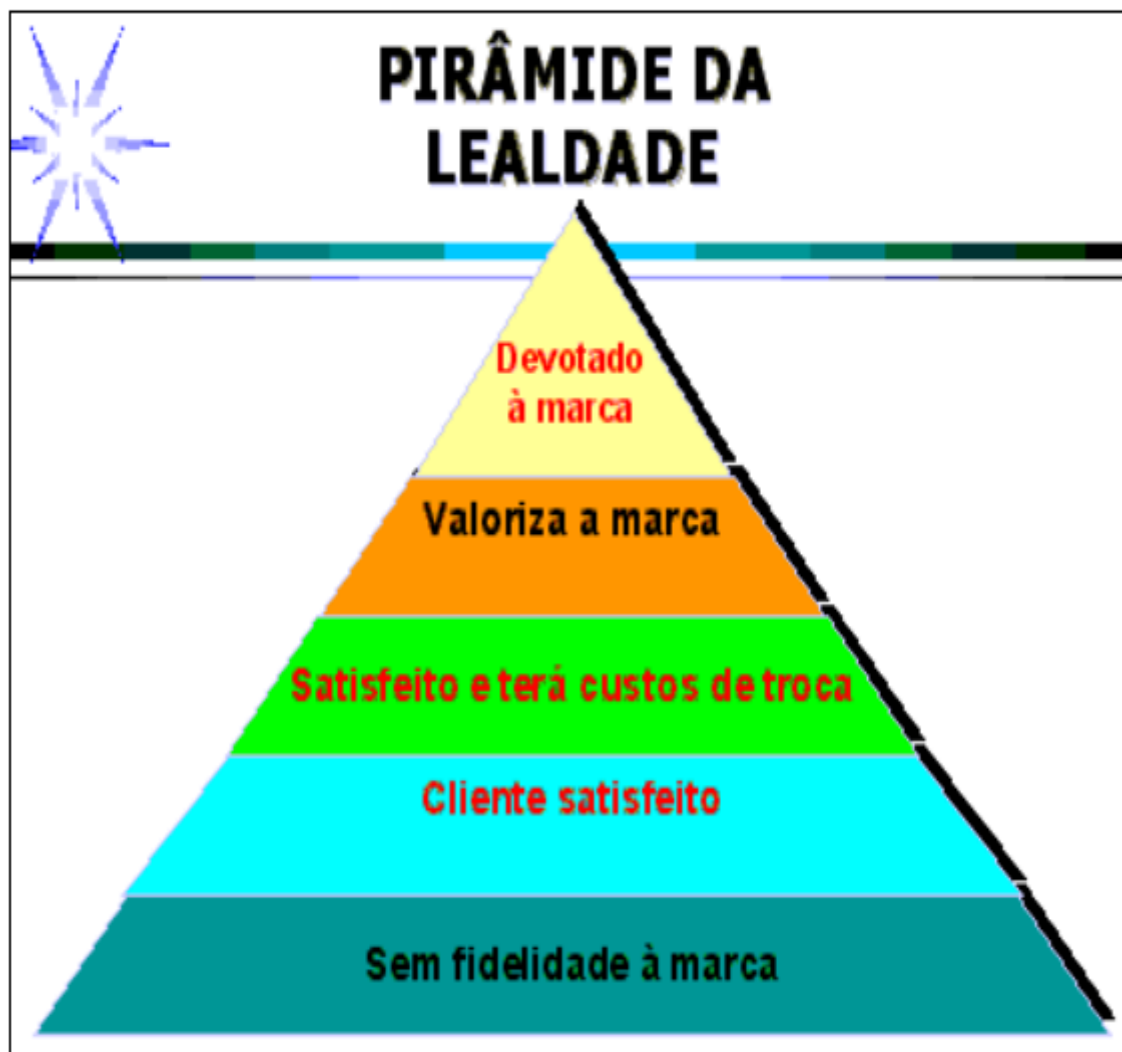 PIRÂMIDE DA
LEALDADE
Devotado
à marca
Valoriza a marca
Satisfeito e terá custos de troca
Cliente satisfeito
Sem fidelidade à marca